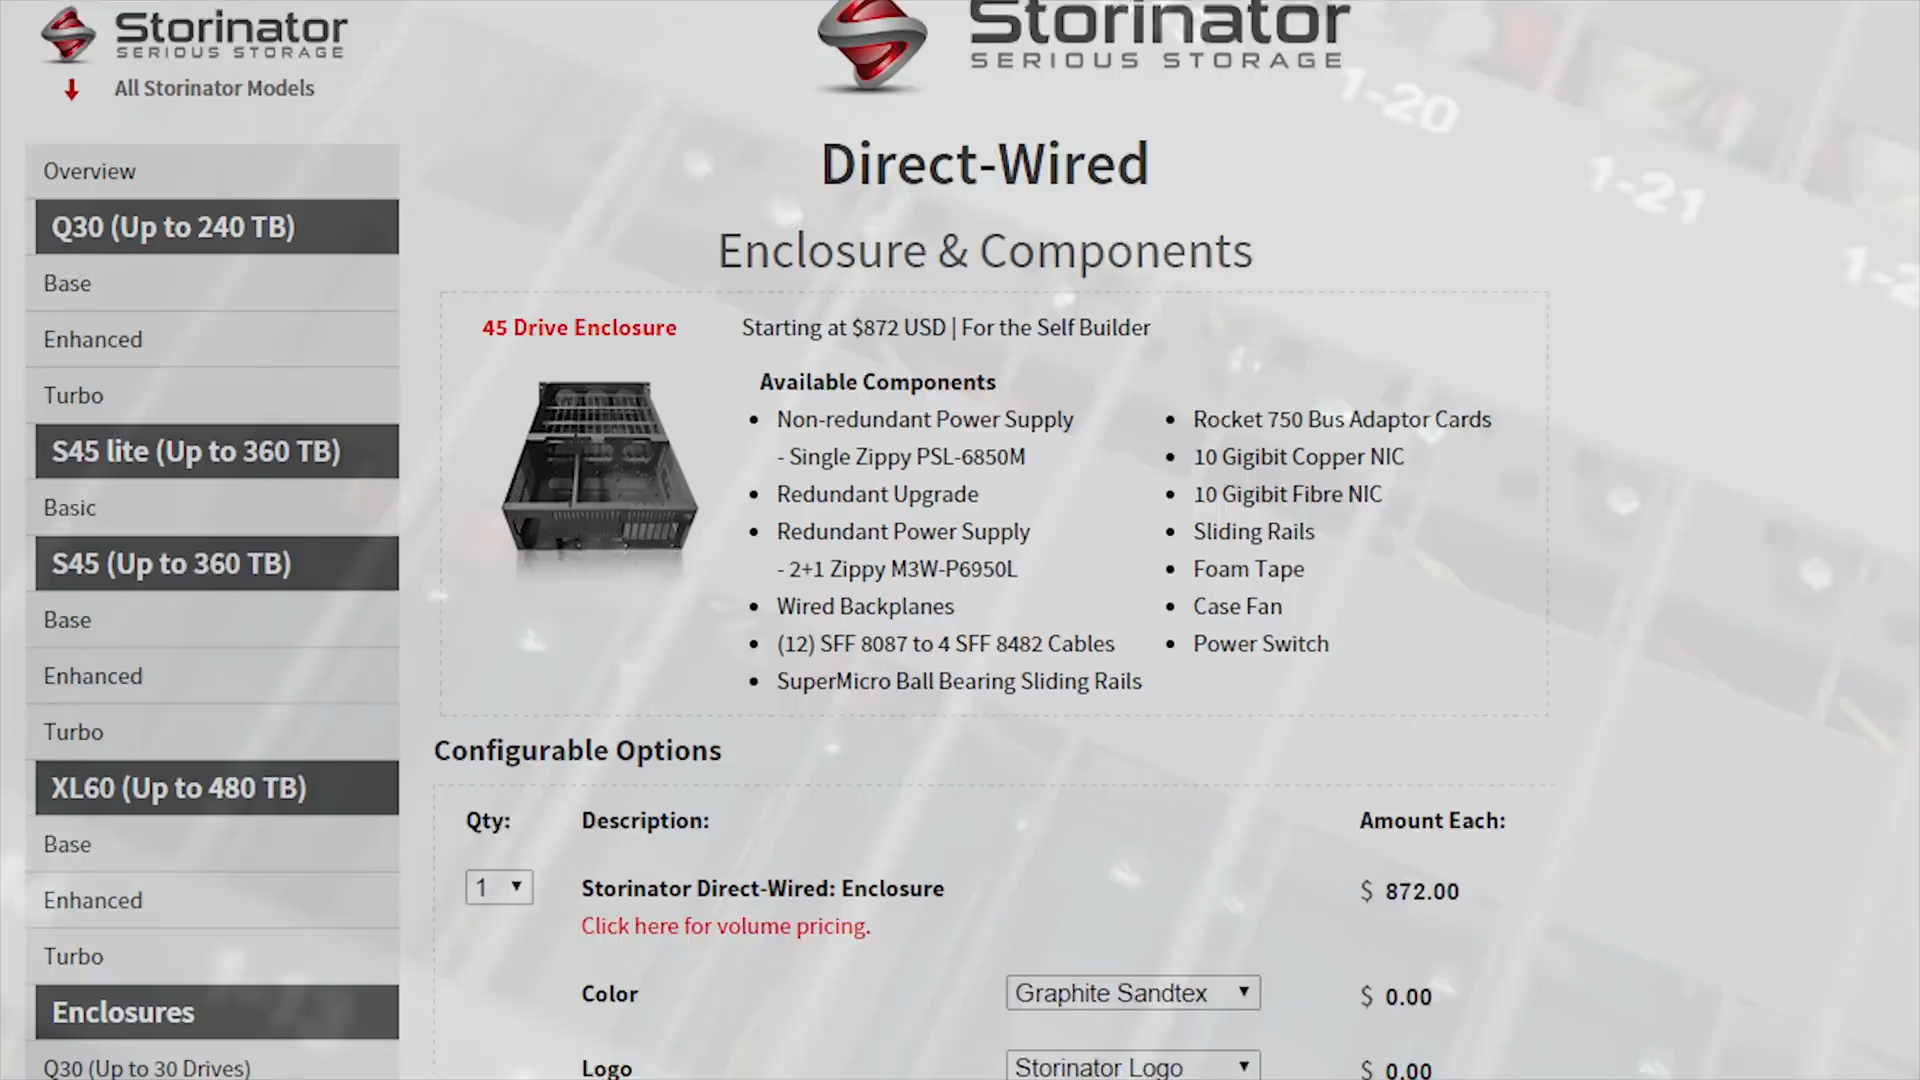 Storinator
SERIOUS STORAGE
All Storinator Models
Overview
Q30 (Up to 240 TB)
Base
Enhanced
Turbo
S45 lite (Up to 360 TB)
Basic
S45 (Up to 360 TB)
Base
Enhanced
Turbo
XL60 (Up to 480 TB)
Base
Enhanced
Turbo
Enclosures
Q30 (Up to 30 Drives)
Storinator
SERIOUS STORAGE
Direct-Wired
Enclosure & Components
45 Drive Enclosure
Starting at $872 USD | For the Self Builder
Available Components
• Non-redundant Power Supply
- Single Zippy PSL-6850M
• Redundant Upgrade
• Redundant Power Supply
- 2+1 Zippy M3W-P6950L
• Wired Backplanes
• (12) SFF 8087 to 4 SFF 8482 Cables
• SuperMicro Ball Bearing Sliding Rails
• Rocket 750 Bus Adaptor Cards
• 10 Gigibit Copper NIC
• 10 Gigibit Fibre NIC
• Sliding Rails
• Foam Tape
• Case Fan
• Power Switch
Configurable Options
Qty: Description: Amount Each:
1 Storinator Direct-Wired: Enclosure $ 872.00
Click here for volume pricing.
Color Graphite Sandtex $ 0.00
Logo Storinator Logo $ 0.00
1-20
1-21